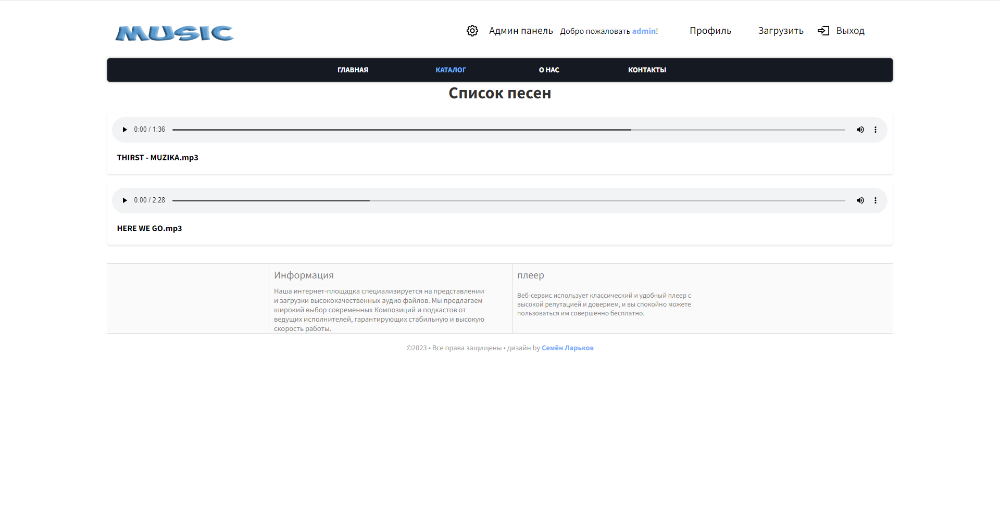 MUSIC
Админ панель Добро пожаловать admin! Профиль Загрузить Выход
ГЛАВНАЯ КАТАЛОГ О НАС КОНТАКТЫ
Список песен
0:00 / 1:36
THIRST - MUZIKA.mp3
0:00 / 2:28
HERE WE GO.mp3
Информация
Наша интернет-площадка специализируется на представлении
и загрузки высококачественных аудио файлов. Мы предлагаем
широкий выбор современных Композиций и подкастов от
ведущих исполнителей, гарантирующих стабильную и высокую
скорость работы.
плеер
Веб-сервис использует классический и удобный плеер с
высокой репутацией и доверием, и вы спокойно можете
пользоваться им совершенно бесплатно.
©2023 • Все права защищены • дизайн by Семён Ларьков